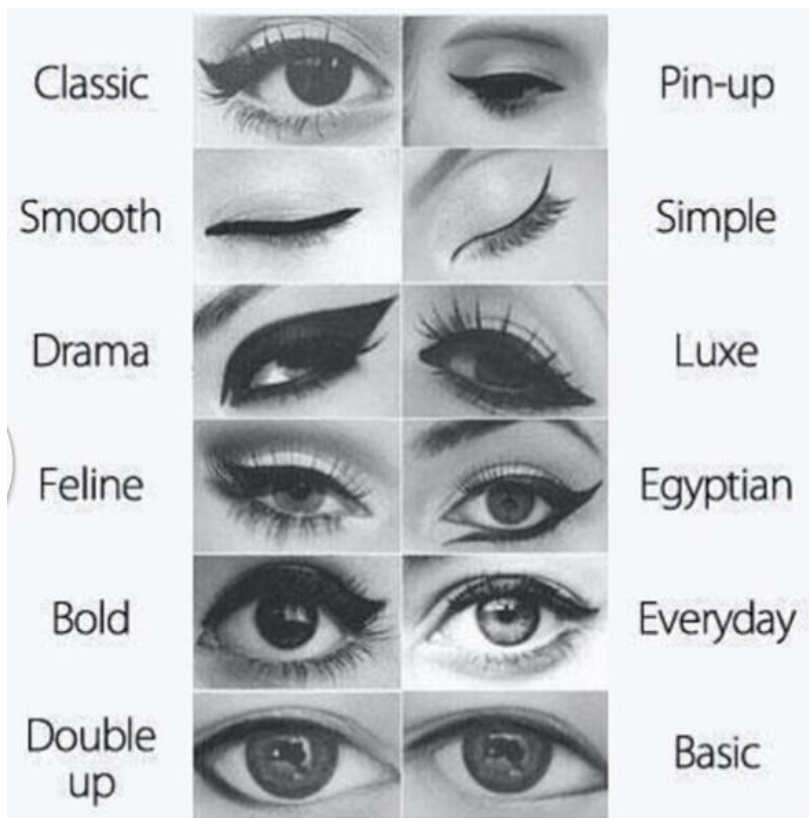 Classic
Pin-up
Smooth
Simple
Drama
Luxe
Feline
Egyptian
Bold
Everyday
Double
up
Basic